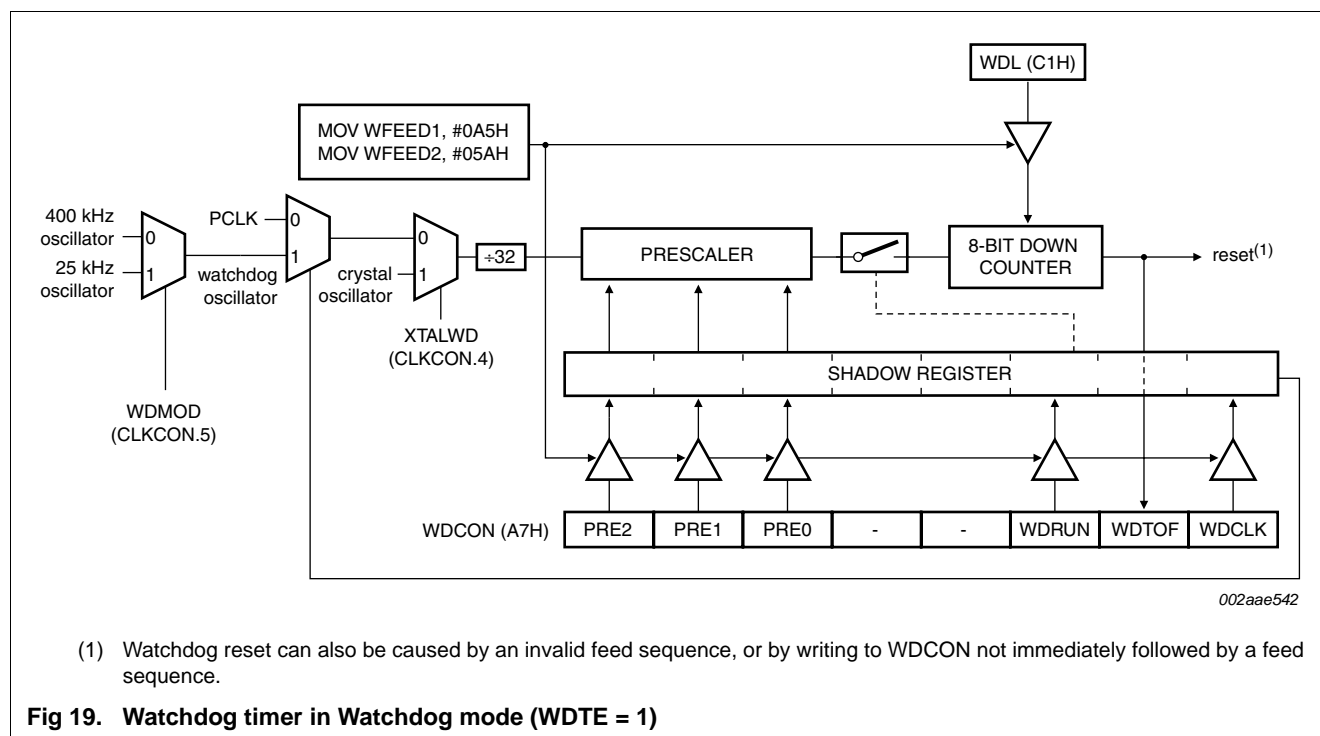 WDL (C1H)
MOV WFEED1, #0A5H
MOV WFEED2, #05AH
400 kHz
oscillator
25 kHz
oscillator
0
1
PCLK
0
1
watchdog
oscillator
0
1
crystal
oscillator
÷32
PRESCALER
8-BIT DOWN
COUNTER
reset(1)
XTALWD
(CLKCON.4)
WDMOD
(CLKCON.5)
SHADOW REGISTER
WDCON (A7H)
PRE2 PRE1 PRE0 - - WDRUN WDTOF WDCLK
002aae542
(1) Watchdog reset can also be caused by an invalid feed sequence, or by writing to WDCON not immediately followed by a feed
sequence.
Fig 19. Watchdog timer in Watchdog mode (WDTE = 1)